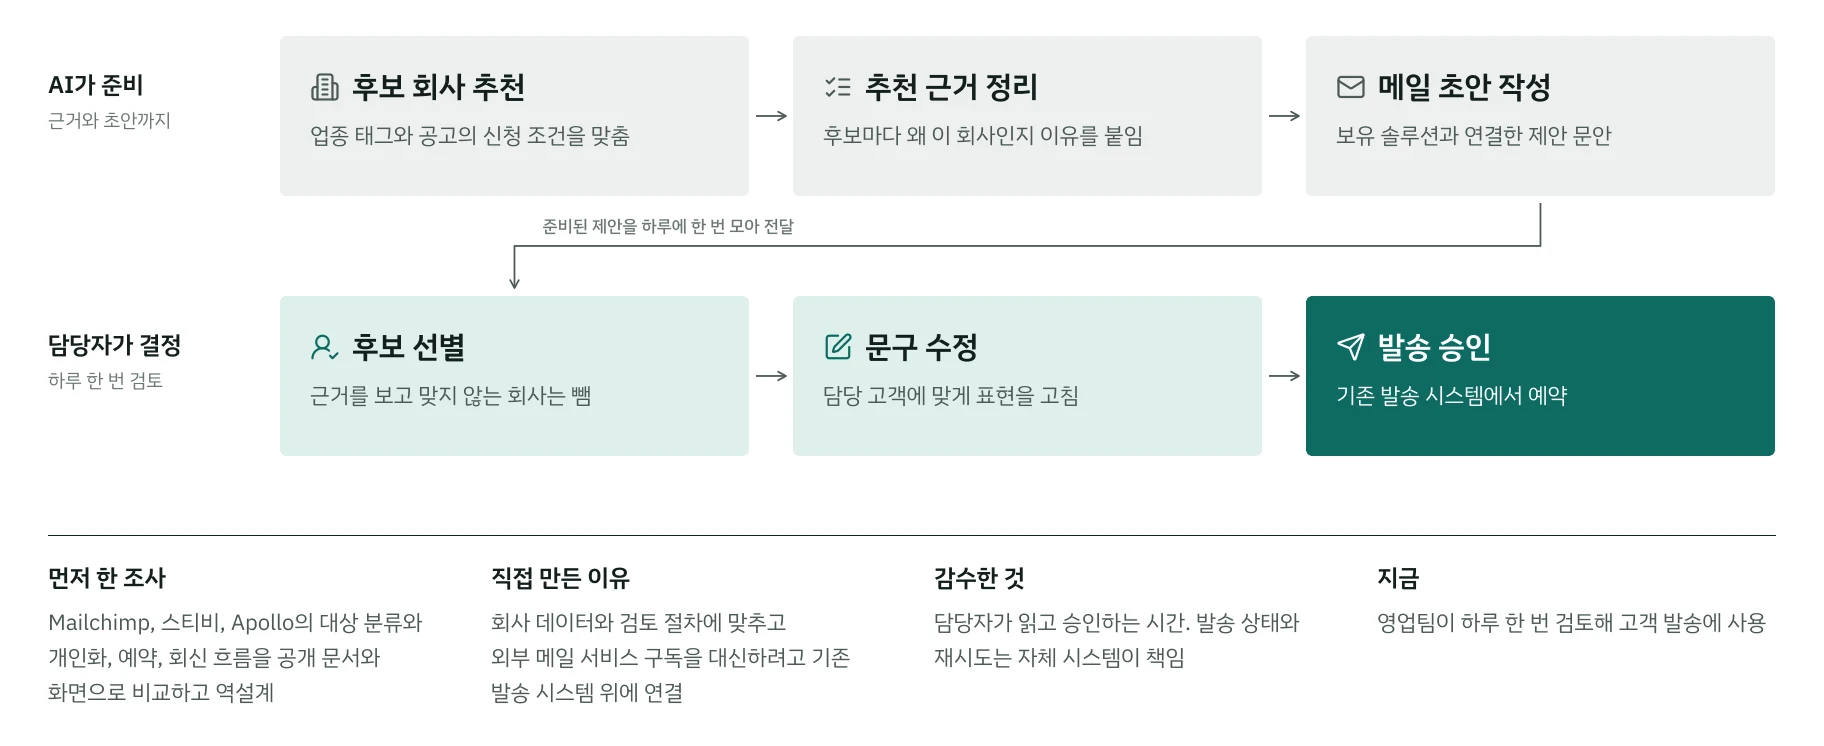 AI가 준비
근거와 초안까지
후보 회사 추천
업종 태그와 공고의 신청 조건을 맞춤
추천 근거 정리
후보마다 왜 이 회사인지 이유를 붙임
메일 초안 작성
보유 솔루션과 연결한 제안 문안
준비된 제안을 하루에 한 번 모아 전달
담당자가 결정
하루 한 번 검토
후보 선별
근거를 보고 맞지 않는 회사는 뺌
문구 수정
담당 고객에 맞게 표현을 고침
발송 승인
기존 발송 시스템에서 예약
먼저 한 조사
Mailchimp, 스티비, Apollo의 대상 분류와
개인화, 예약, 회신 흐름을 공개 문서와
화면으로 비교하고 역설계
직접 만든 이유
회사 데이터와 검토 절차에 맞추고
외부 메일 서비스 구독을 대신하려고 기존
발송 시스템 위에 연결
감수한 것
담당자가 읽고 승인하는 시간. 발송 상태와
재시도는 자체 시스템이 책임
지금
영업팀이 하루 한 번 검토해 고객 발송에 사용